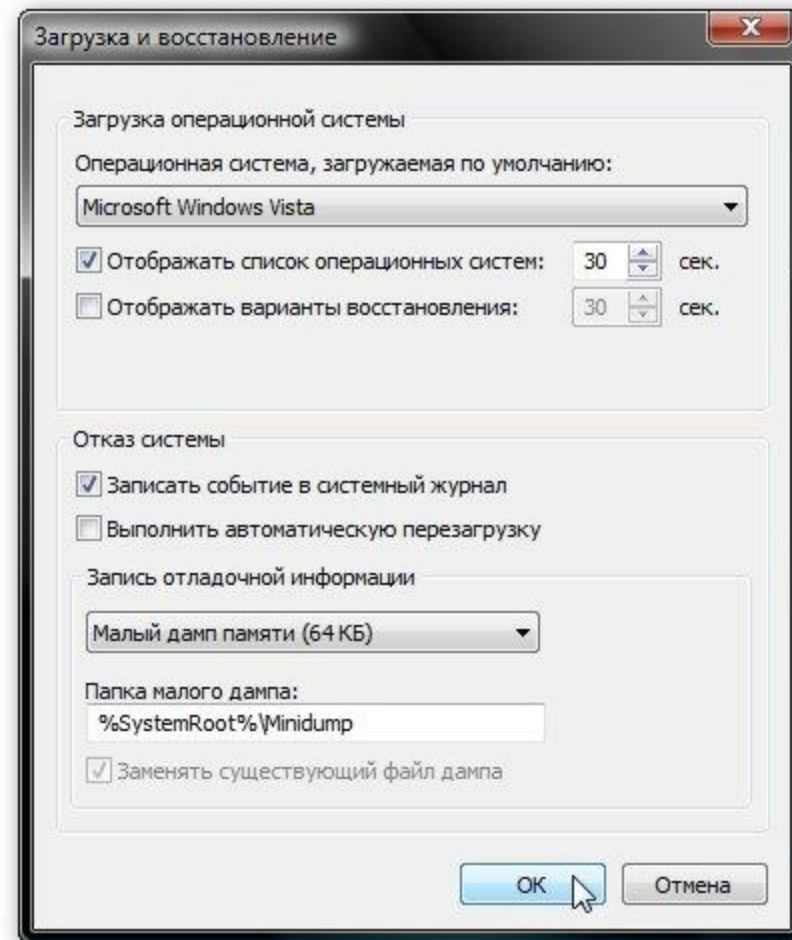 Загрузка и восстановление
Загрузка операционной системы
Операционная система, загружаемая по умолчанию:
Microsoft Windows Vista
Отображать список операционных систем: 30 сек.
Отображать варианты восстановления: 30 сек.
Отказ системы
Записать событие в системный журнал
Выполнить автоматическую перезагрузку
Запись отладочной информации
Малый дамп памяти (64 КБ)
Папка малого дампа:
%SystemRoot%\Minidump
Заменять существующий файл дампа
ОК Отмена